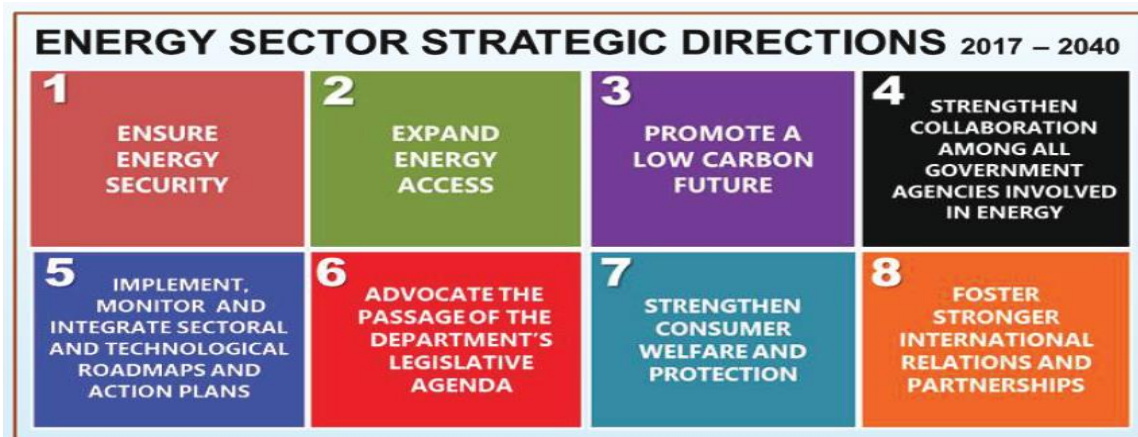 ENERGY SECTOR STRATEGIC DIRECTIONS 2017 – 2040
1
ENSURE
ENERGY
SECURITY
2
EXPAND
ENERGY
ACCESS
3
PROMOTE A
LOW CARBON
FUTURE
4
STRENGTHEN
COLLABORATION
AMONG ALL
GOVERNMENT
AGENCIES INVOLVED
IN ENERGY
5
IMPLEMENT,
MONITOR AND
INTEGRATE SECTORAL
AND TECHNOLOGICAL
ROADMAPS AND
ACTION PLANS
6
ADVOCATE THE
PASSAGE OF THE
DEPARTMENT'S
LEGISLATIVE
AGENDA
7
STRENGTHEN
CONSUMER
WELFARE AND
PROTECTION
8
FOSTER
STRONGER
INTERNATIONAL
RELATIONS AND
PARTNERSHIPS